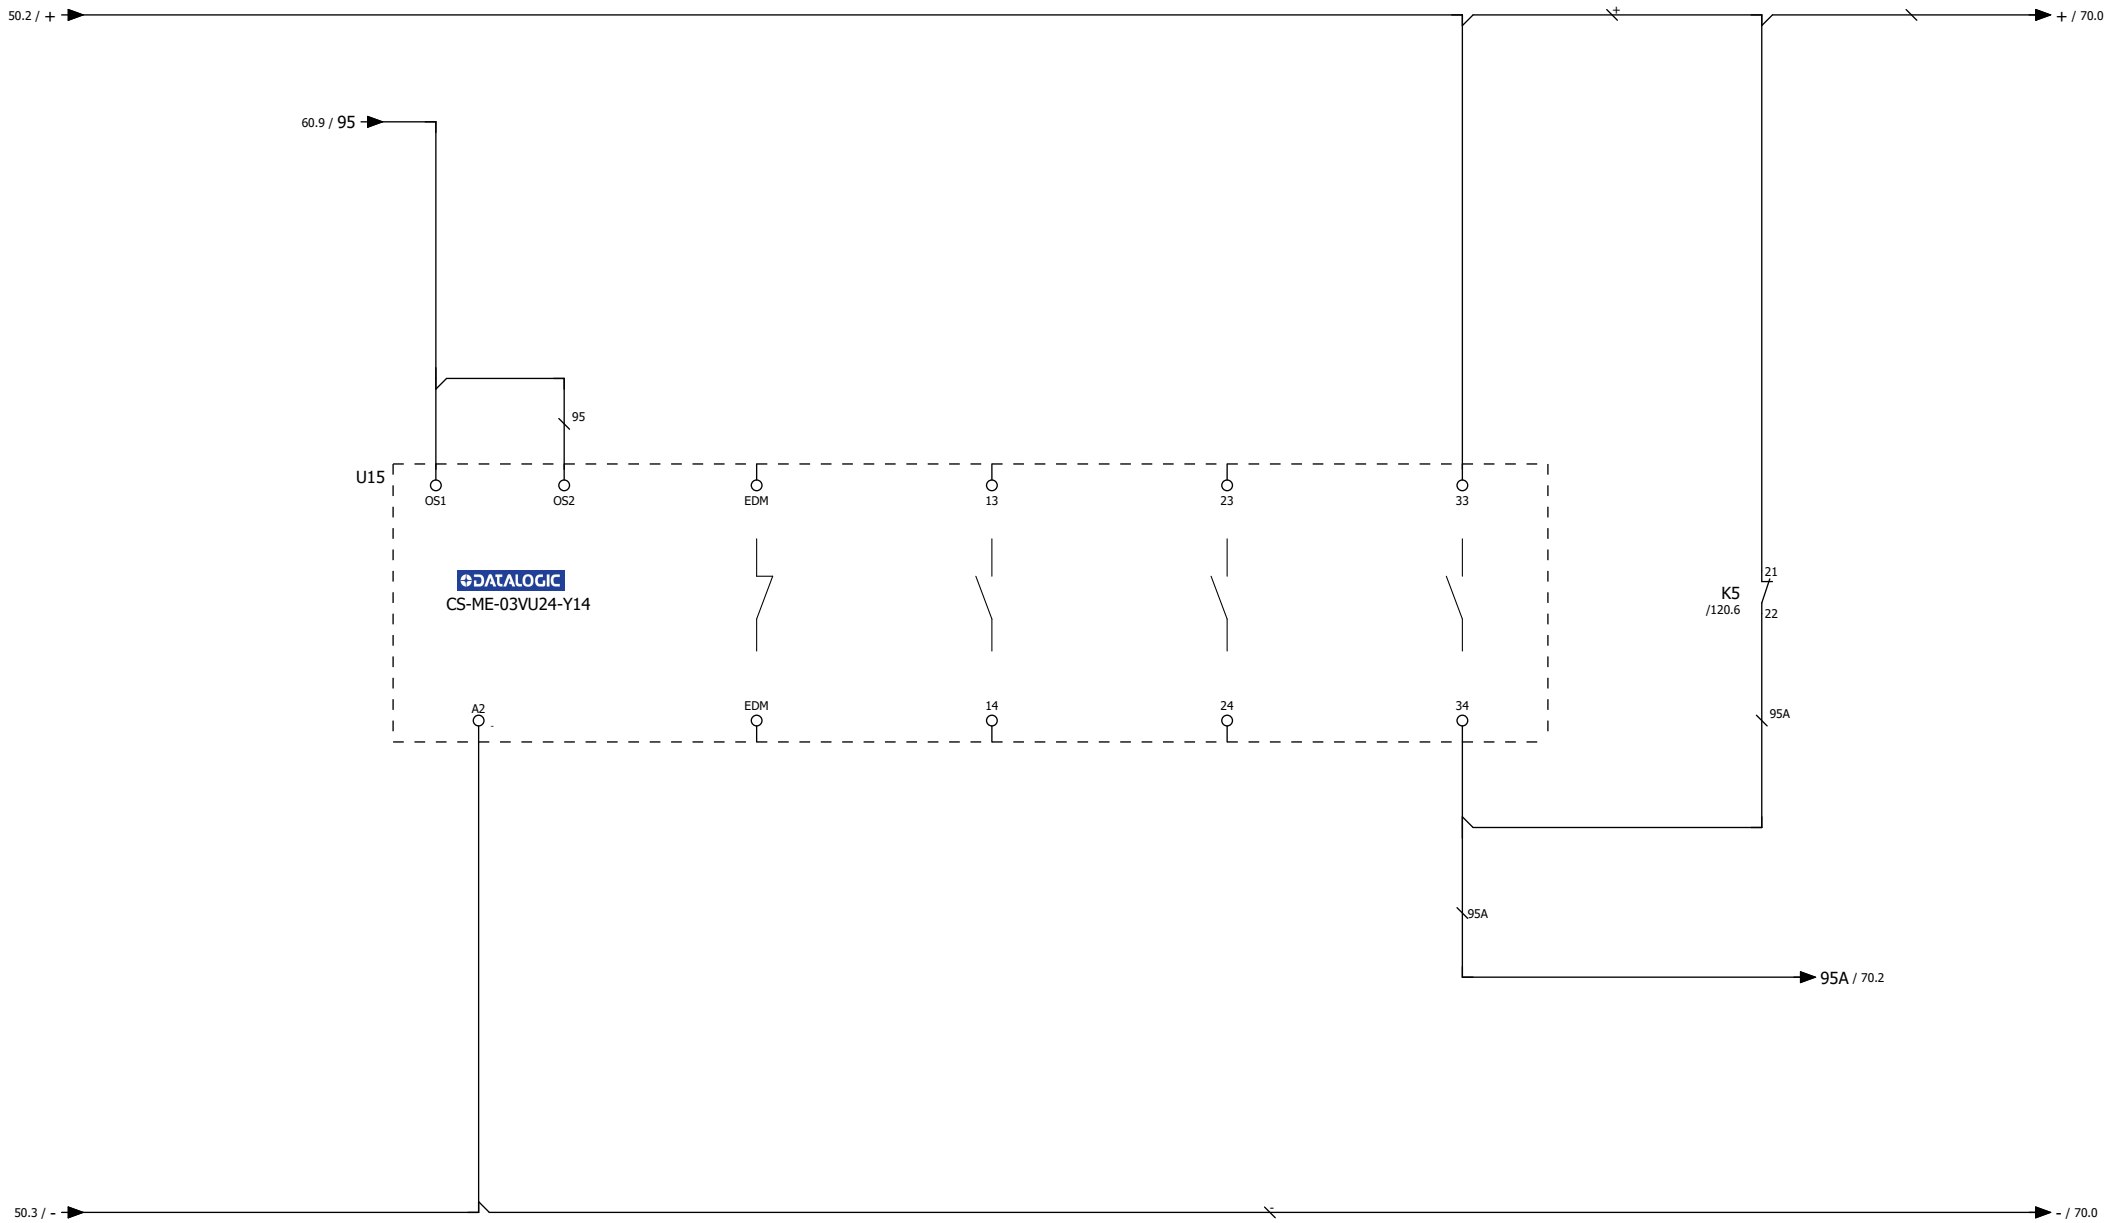 50.2 / +
+
+ / 70.0
60.9 / 95
95
U15
OS1
OS2
EDM
13
23
33
DATALOGIC
CS-ME-03VU24-Y14
21
K5
/120.6
22
A2
-
EDM
14
24
34
95A
95A
95A / 70.2
50.3 / -
-
- / 70.0